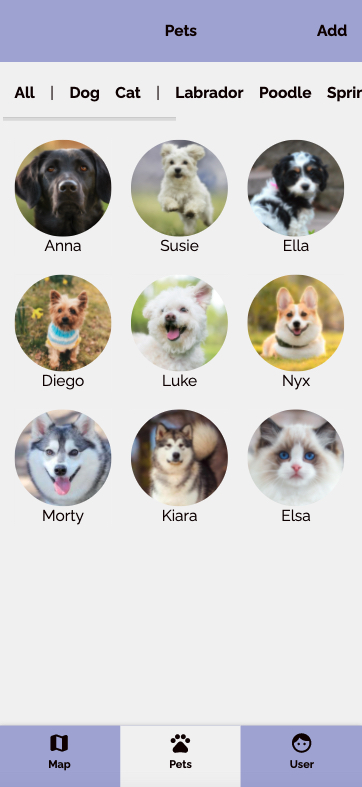 Pets Add
All | Dog Cat | Labrador Poodle Sprin
Anna Susie Ella
Diego Luke Nyx
Morty Kiara Elsa
Map Pets User